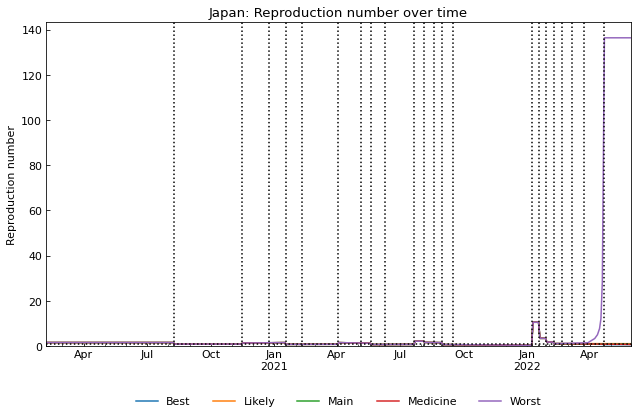 Japan: Reproduction number over time
Reproduction number
140
120
100
80
60
40
20
0
Apr Jul Oct Jan Apr Jul Oct Jan Apr
2021 2022
Best Likely Main Medicine Worst